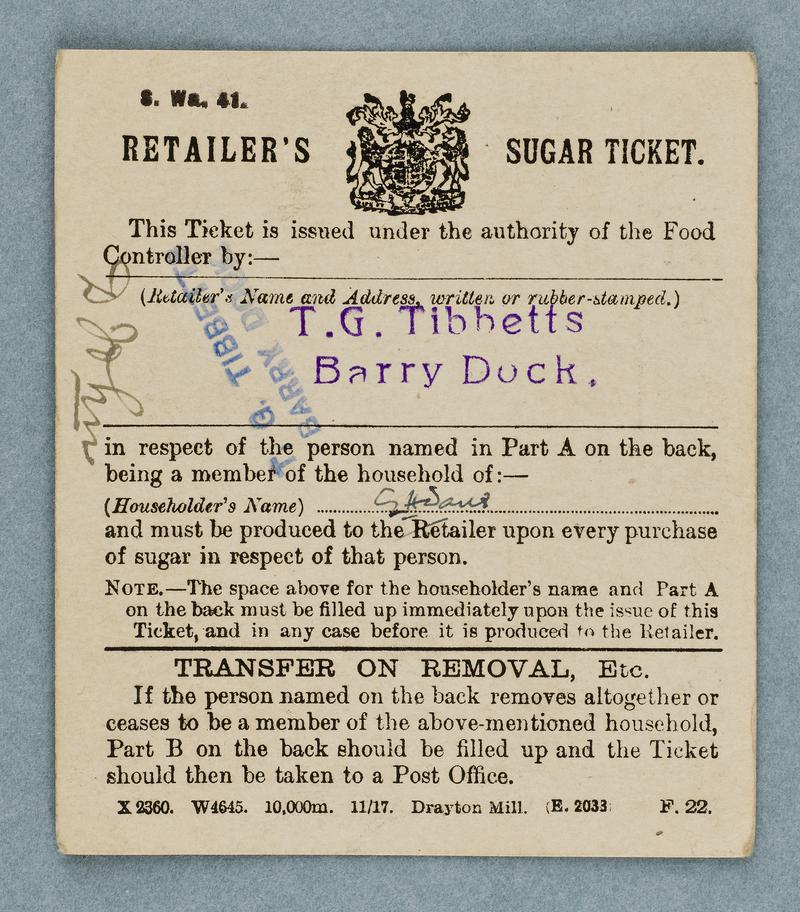 S. Wa. 41.
RETAILER'S SUGAR TICKET.
This Ticket is issued under the authority of the Food
Controller by:—
(Retailer's Name and Address, written or rubber-stamped.)
T.G. Tibbetts
Barry Dock.
T G. TIBBETT
BARRY DOCK
in respect of the person named in Part A on the back,
being a member of the household of:—
(Householder's Name)
and must be produced to the Retailer upon every purchase
of sugar in respect of that person.
NOTE.—The space above for the householder's name and Part A
on the back must be filled up immediately upon the issue of this
Ticket, and in any case before it is produced to the Retailer.
TRANSFER ON REMOVAL, Etc.
If the person named on the back removes altogether or
ceases to be a member of the above-mentioned household,
Part B on the back should be filled up and the Ticket
should then be taken to a Post Office.
X 2360. W4645. 10,000m. 11/17. Drayton Mill. (E. 2033) F. 22.